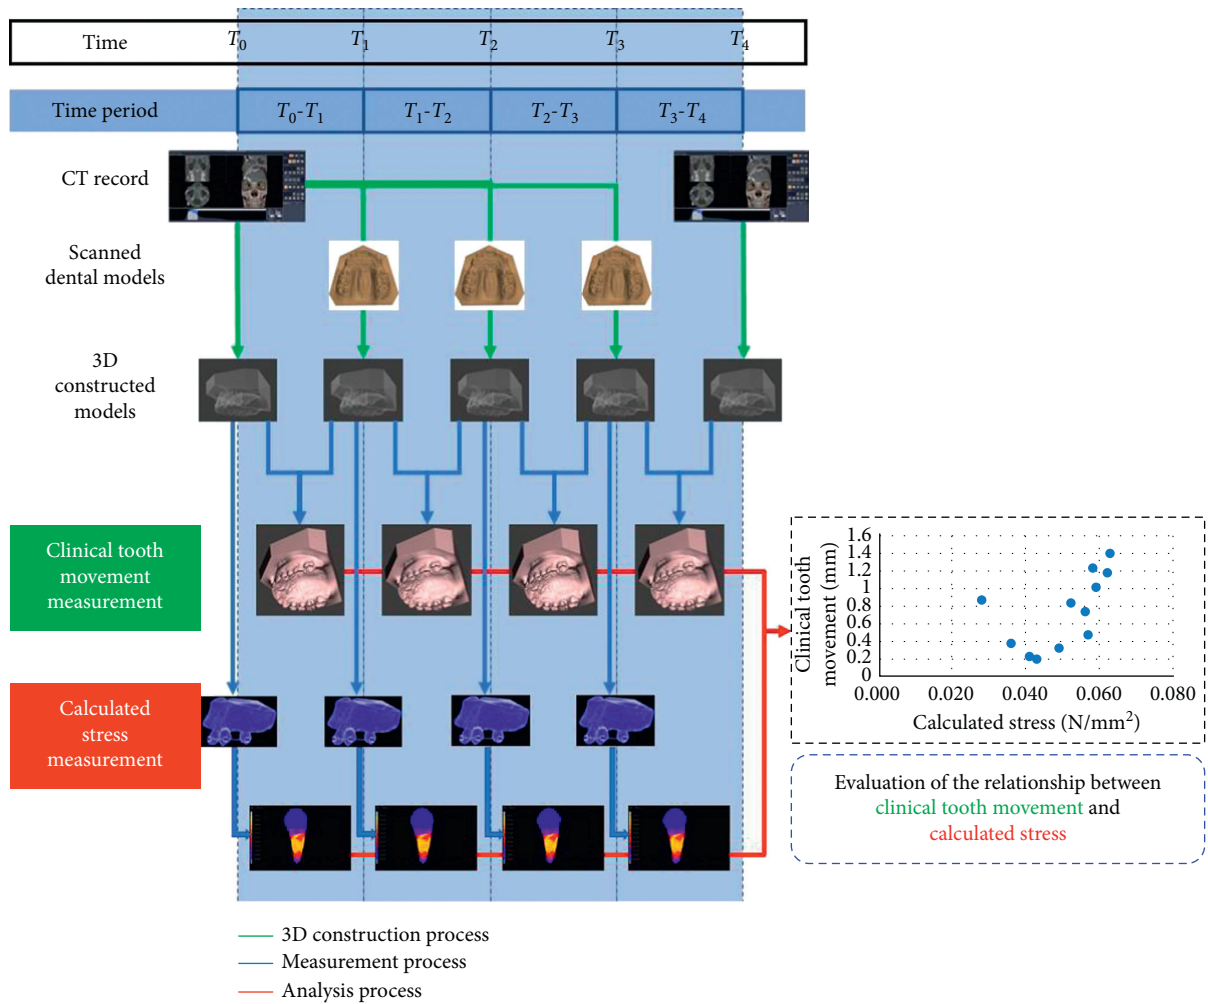 Time T0 T1 T2 T3 T4
Time period T0-T1 T1-T2 T2-T3 T3-T4
CT record
Scanned
dental models
3D
constructed
models
Clinical tooth
movement
measurement
Calculated
stress
measurement
Clinical tooth
movement (mm)
1.6
1.2
1
0.8
0.4
0.2
0
0.000 0.020 0.040 0.060 0.080
Calculated stress (N/mm²)
Evaluation of the relationship between
clinical tooth movement and
calculated stress
3D construction process
Measurement process
Analysis process